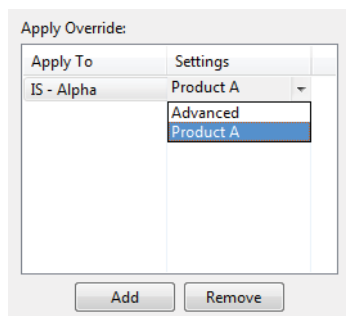 Apply Override:
Apply To Settings
IS - Alpha Product A
Advanced
Product A
Add Remove